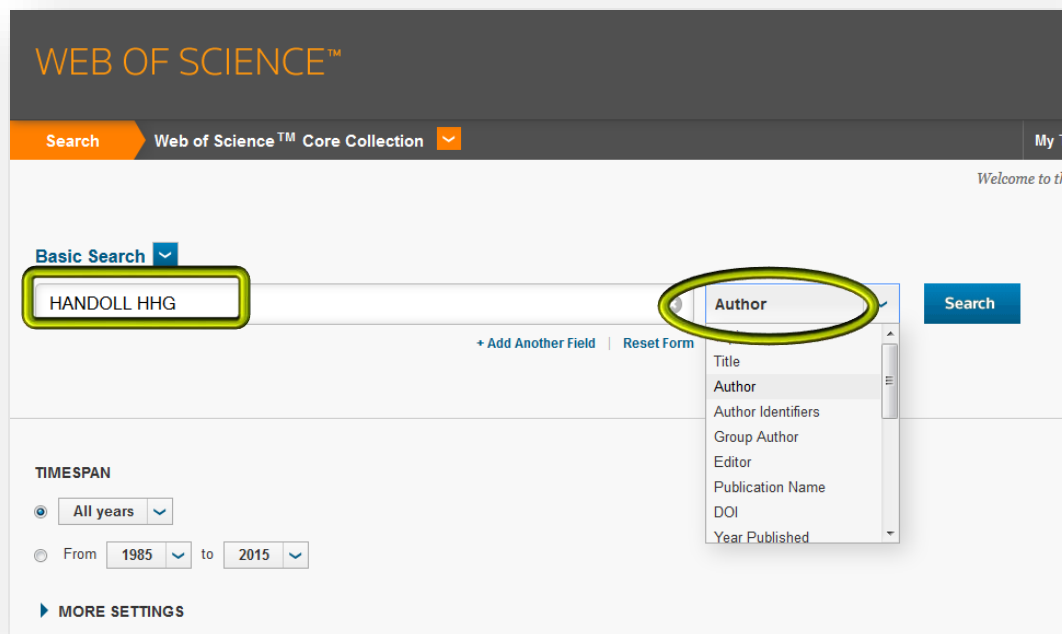 WEB OF SCIENCE™
Search Web of Science™ Core Collection My
Welcome to
Basic Search
HANDOLL HHG Author Search
+ Add Another Field | Reset Form
Title
Author
Author Identifiers
Group Author
Editor
Publication Name
DOI
Year Published
TIMESPAN
All years
From 1985 to 2015
MORE SETTINGS